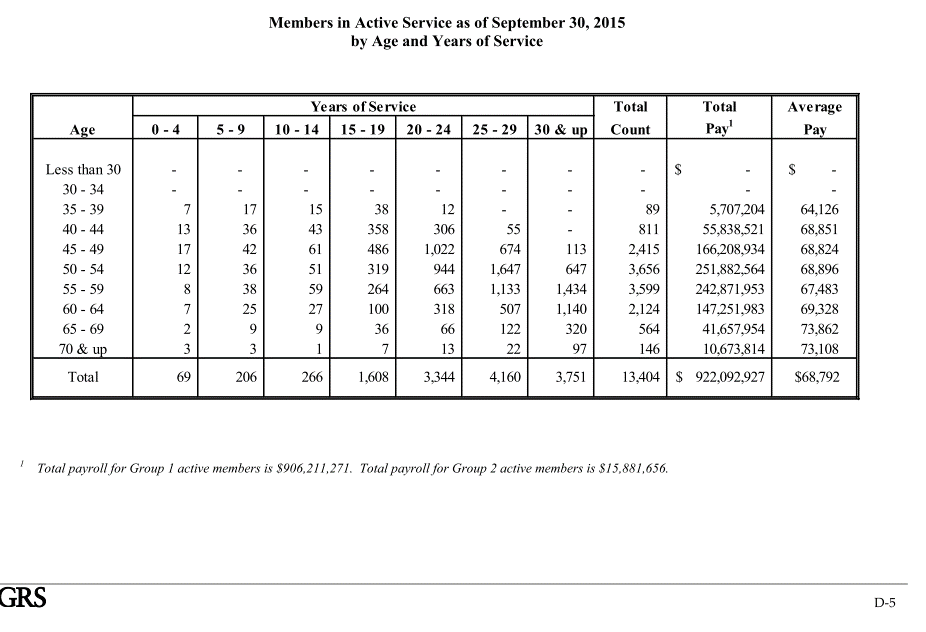 Members in Active Service as of September 30, 2015
by Age and Years of Service
Years of Service Total Total Average
Age 0 - 4 5 - 9 10 - 14 15 - 19 20 - 24 25 - 29 30 & up Count Pay1 Pay
Less than 30 - - - - - - - - $ - $ -
30 - 34 - - - - - - - - - -
35 - 39 7 17 15 38 12 - - 89 5,707,204 64,126
40 - 44 13 36 43 358 306 55 - 811 55,838,521 68,851
45 - 49 17 42 61 486 1,022 674 113 2,415 166,208,934 68,824
50 - 54 12 36 51 319 944 1,647 647 3,656 251,882,564 68,896
55 - 59 8 38 59 264 663 1,133 1,434 3,599 242,871,953 67,483
60 - 64 7 25 27 100 318 507 1,140 2,124 147,251,983 69,328
65 - 69 2 9 9 36 66 122 320 564 41,657,954 73,862
70 & up 3 3 1 7 13 22 97 146 10,673,814 73,108
Total 69 206 266 1,608 3,344 4,160 3,751 13,404 $ 922,092,927 $68,792
1 Total payroll for Group 1 active members is $906,211,271. Total payroll for Group 2 active members is $15,881,656.
GRS D-5